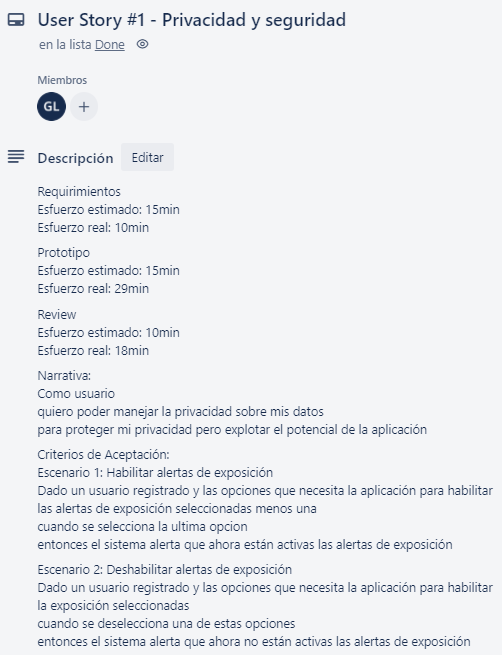 User Story #1 - Privacidad y seguridad
en la lista Done
Miembros
GL +
Descripción Editar
Requirimientos
Esfuerzo estimado: 15min
Esfuerzo real: 10min
Prototipo
Esfuerzo estimado: 15min
Esfuerzo real: 29min
Review
Esfuerzo estimado: 10min
Esfuerzo real: 18min
Narrativa:
Como usuario
quiero poder manejar la privacidad sobre mis datos
para proteger mi privacidad pero explotar el potencial de la aplicación
Criterios de Aceptación:
Escenario 1: Habilitar alertas de exposición
Dado un usuario registrado y las opciones que necesita la aplicación para habilitar
las alertas de exposición seleccionadas menos una
cuando se selecciona la ultima opcion
entonces el sistema alerta que ahora están activas las alertas de exposición
Escenario 2: Deshabilitar alertas de exposición
Dado un usuario registrado y las opciones que necesita la aplicación para habilitar
la exposición seleccionadas
cuando se deselecciona una de estas opciones
entonces el sistema alerta que ahora no están activas las alertas de exposición